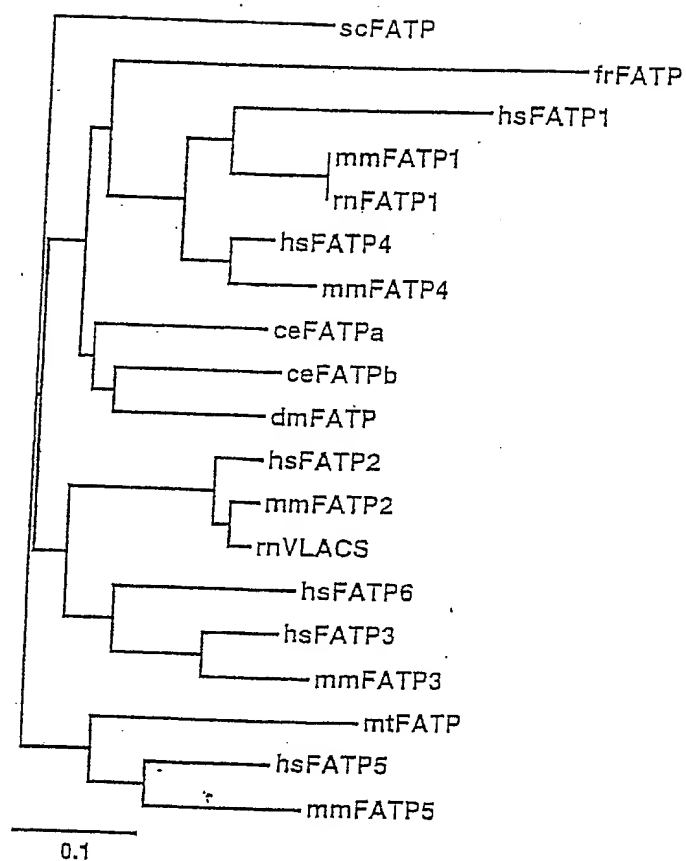 scFATP
frFATP
hsFATP1
mmFATP1
rnFATP1
hsFATP4
mmFATP4
ceFATPa
ceFATPb
dmFATP
hsFATP2
mmFATP2
rnVLACS
hsFATP6
hsFATP3
mmFATP3
mtFATP
hsFATP5
mmFATP5
0.1